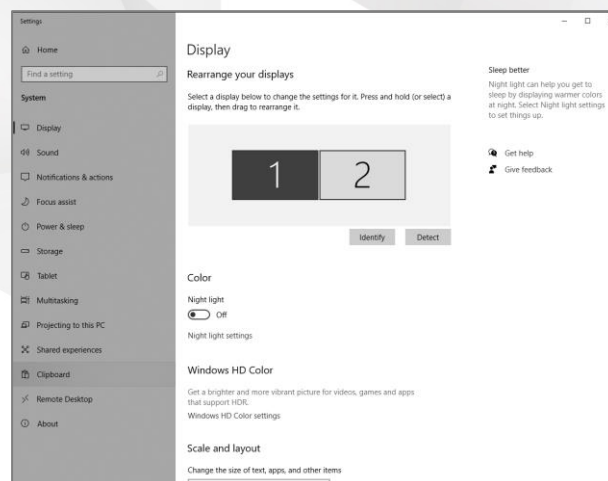 Settings
Home
Find a setting
System
Display
Sound
Notifications & actions
Focus assist
Power & sleep
Storage
Tablet
Multitasking
Projecting to this PC
Shared experiences
Clipboard
Remote Desktop
About
Display
Rearrange your displays
Select a display below to change the settings for it. Press and hold (or select) a
display, then drag to rearrange it.
1 2
Identify Detect
Color
Night light
Off
Night light settings
Windows HD Color
Get a brighter and more vibrant picture for videos, games and apps
that support HDR.
Windows HD Color settings
Scale and layout
Change the size of text, apps, and other items
Sleep better
Night light can help you get to
sleep by displaying warmer colors
at night. Select Night light settings
to set things up.
Get help
Give feedback